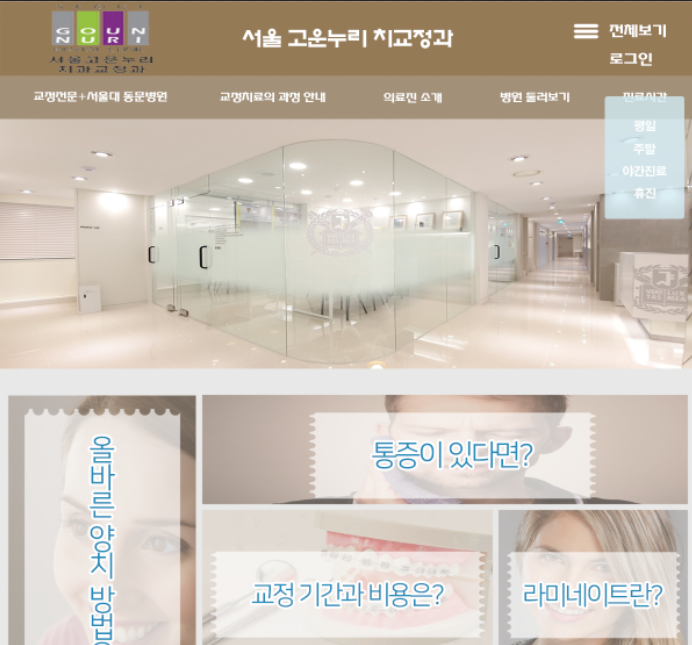 GOUN
NURI
서울고운누리
치과교정과
서울 고운누리 치교정과
전체보기
로그인
교정전문+서울대 동문병원
교정치료의 과정 안내
의료진 소개
병원 둘러보기
진료시간
평일
주말
야간진료
휴진
올바른 양치 방법은
통증이 있다면?
교정 기간과 비용은?
라미네이트란?